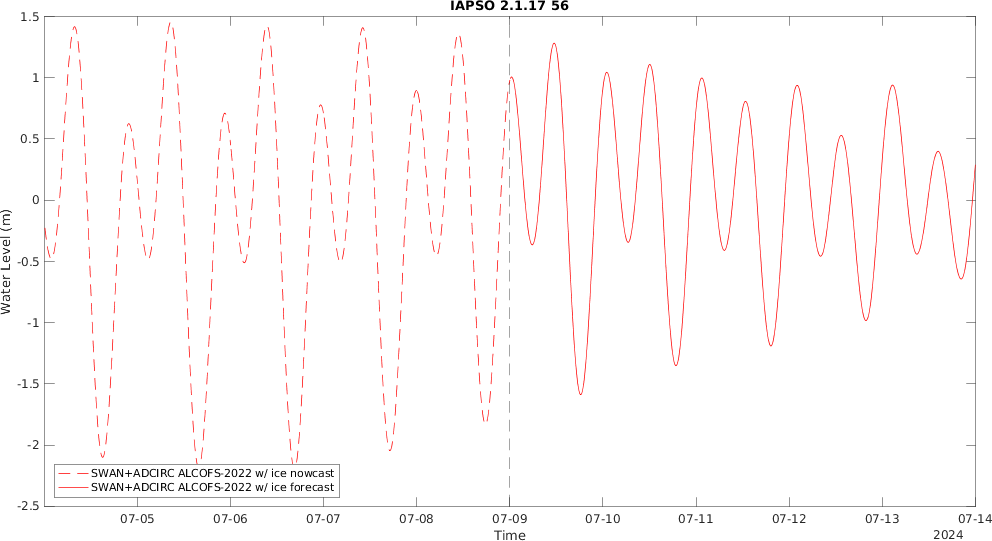 IAPSO 2.1.17 56
1.5
1
0.5
0
-0.5
-1
-1.5
-2
-2.5
Water Level (m)
SWAN+ADCIRC ALCOFS-2022 w/ ice nowcast
SWAN+ADCIRC ALCOFS-2022 w/ ice forecast
07-05 07-06 07-07 07-08 07-09 07-10 07-11 07-12 07-13 07-14
Time
2024